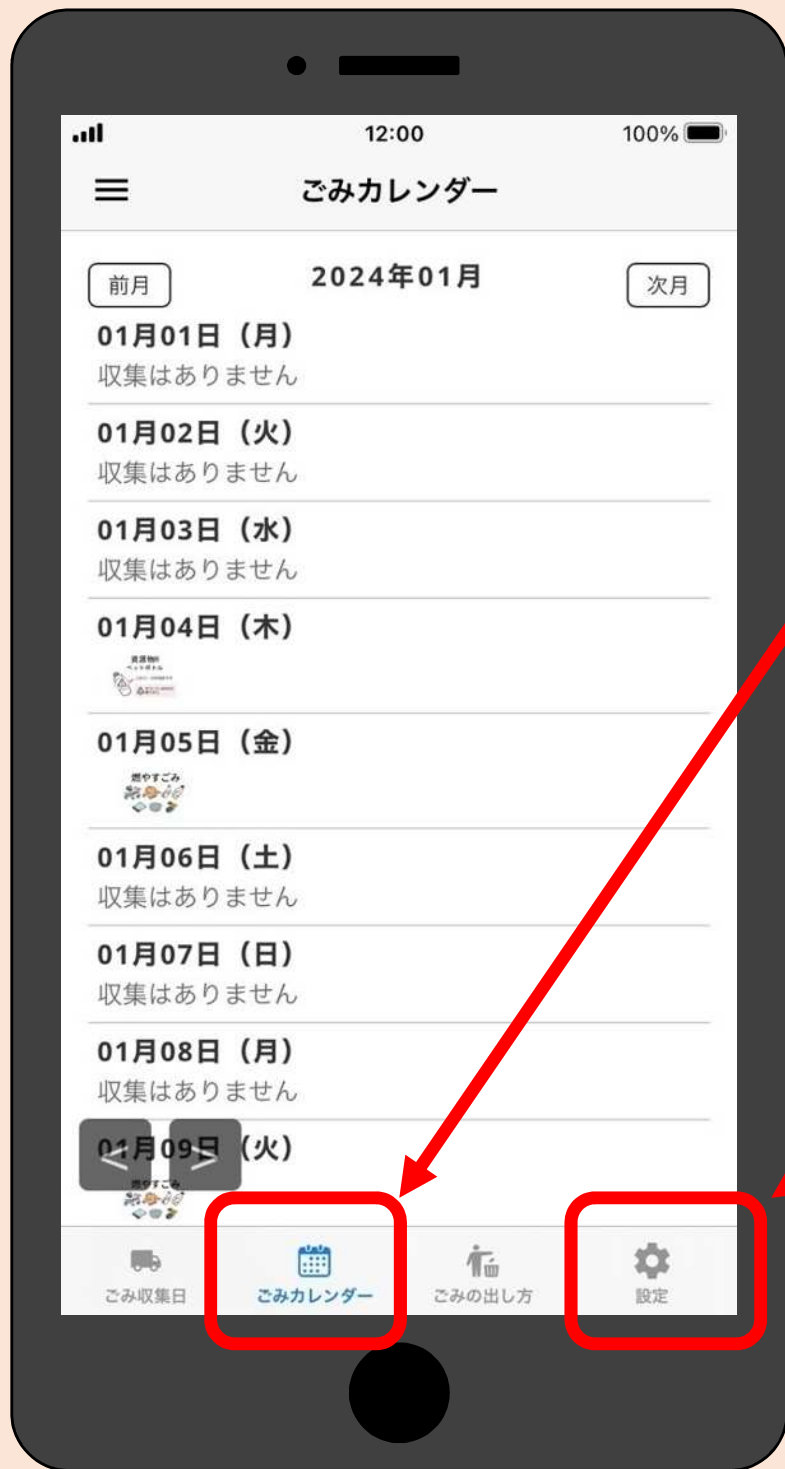 12:00 100%
ごみカレンダー
前月 2024年01月 次月
01月01日（月）
収集はありません
01月02日（火）
収集はありません
01月03日（水）
収集はありません
01月04日（木）
ペットボトル
01月05日（金）
燃やすごみ
01月06日（土）
収集はありません
01月07日（日）
収集はありません
01月08日（月）
収集はありません
01月09日（火）
< >
燃やすごみ
ごみ収集日 ごみカレンダー ごみの出し方 設定